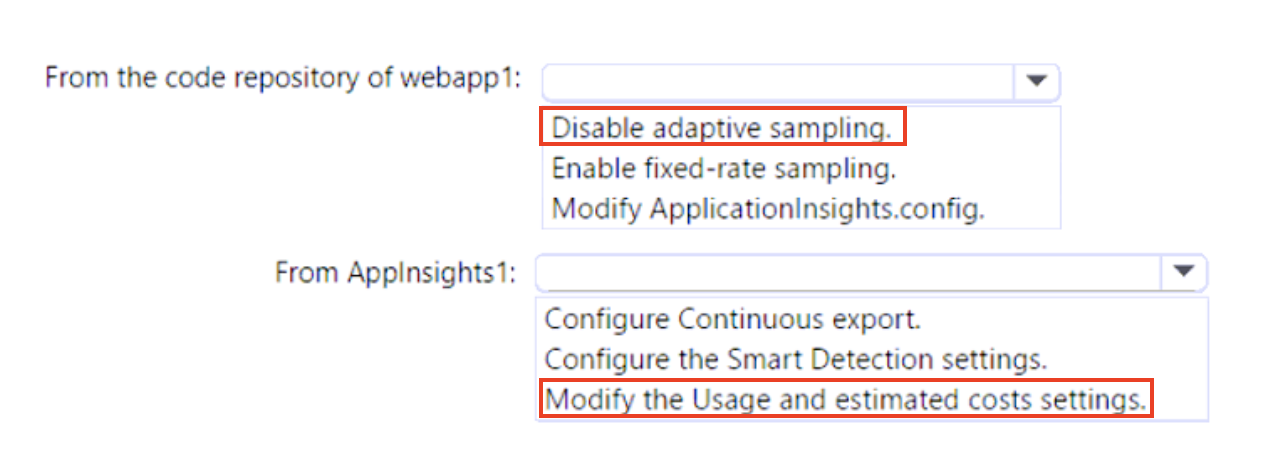 From the code repository of webapp1:
Disable adaptive sampling.
Enable fixed-rate sampling.
Modify ApplicationInsights.config.
From AppInsights1:
Configure Continuous export.
Configure the Smart Detection settings.
Modify the Usage and estimated costs settings.